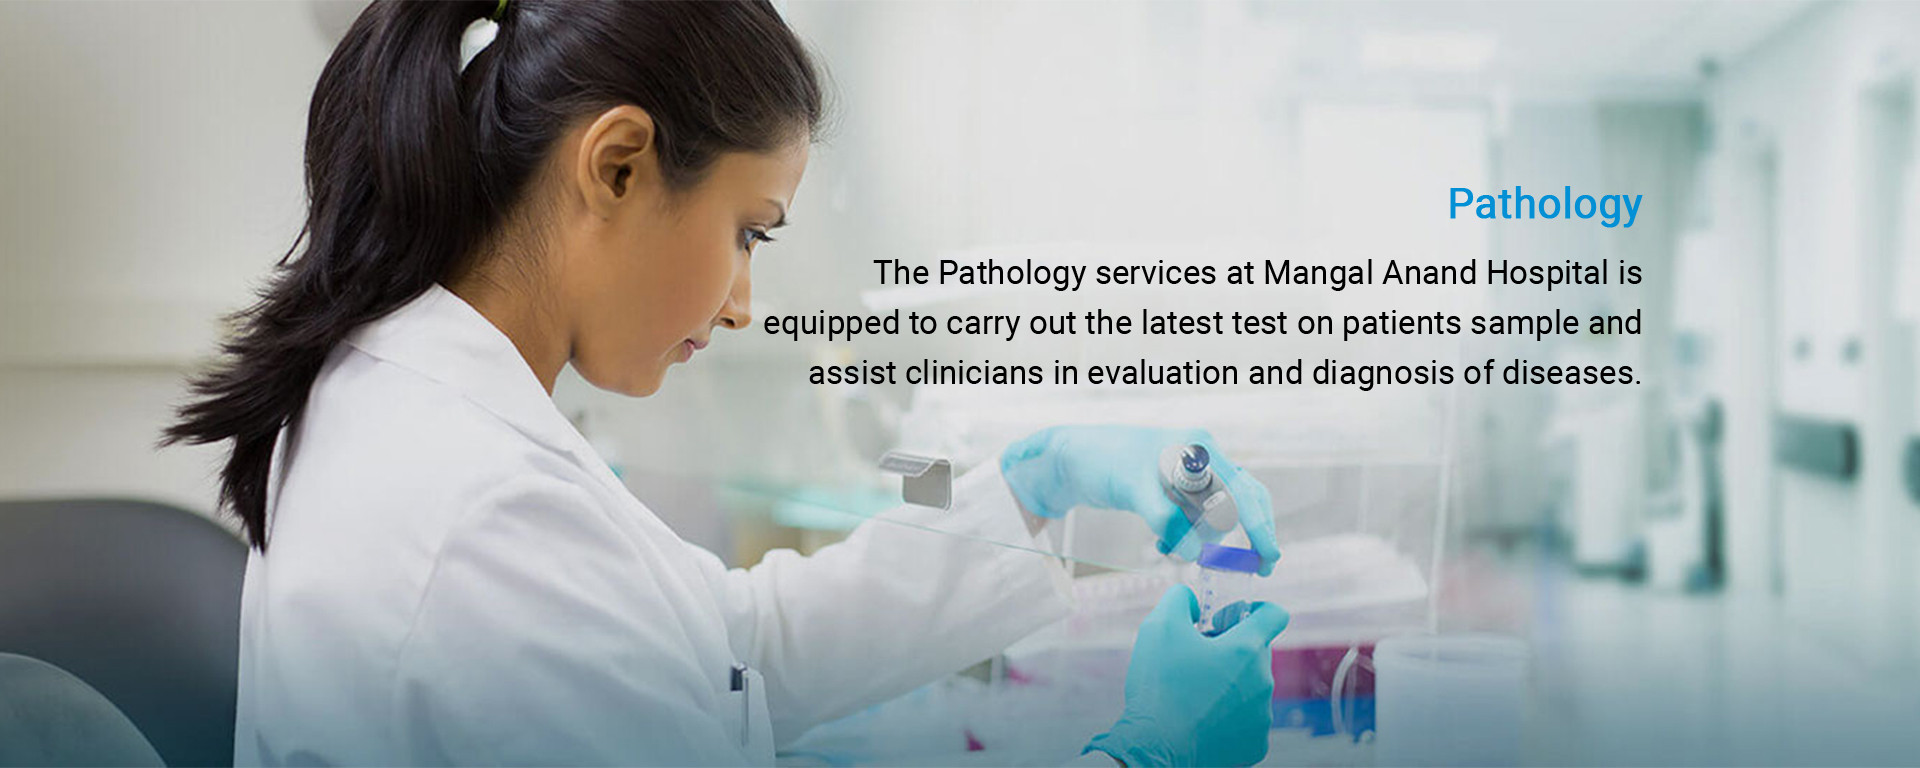 Pathology
The Pathology services at Mangal Anand Hospital is
equipped to carry out the latest test on patients sample and
assist clinicians in evaluation and diagnosis of diseases.